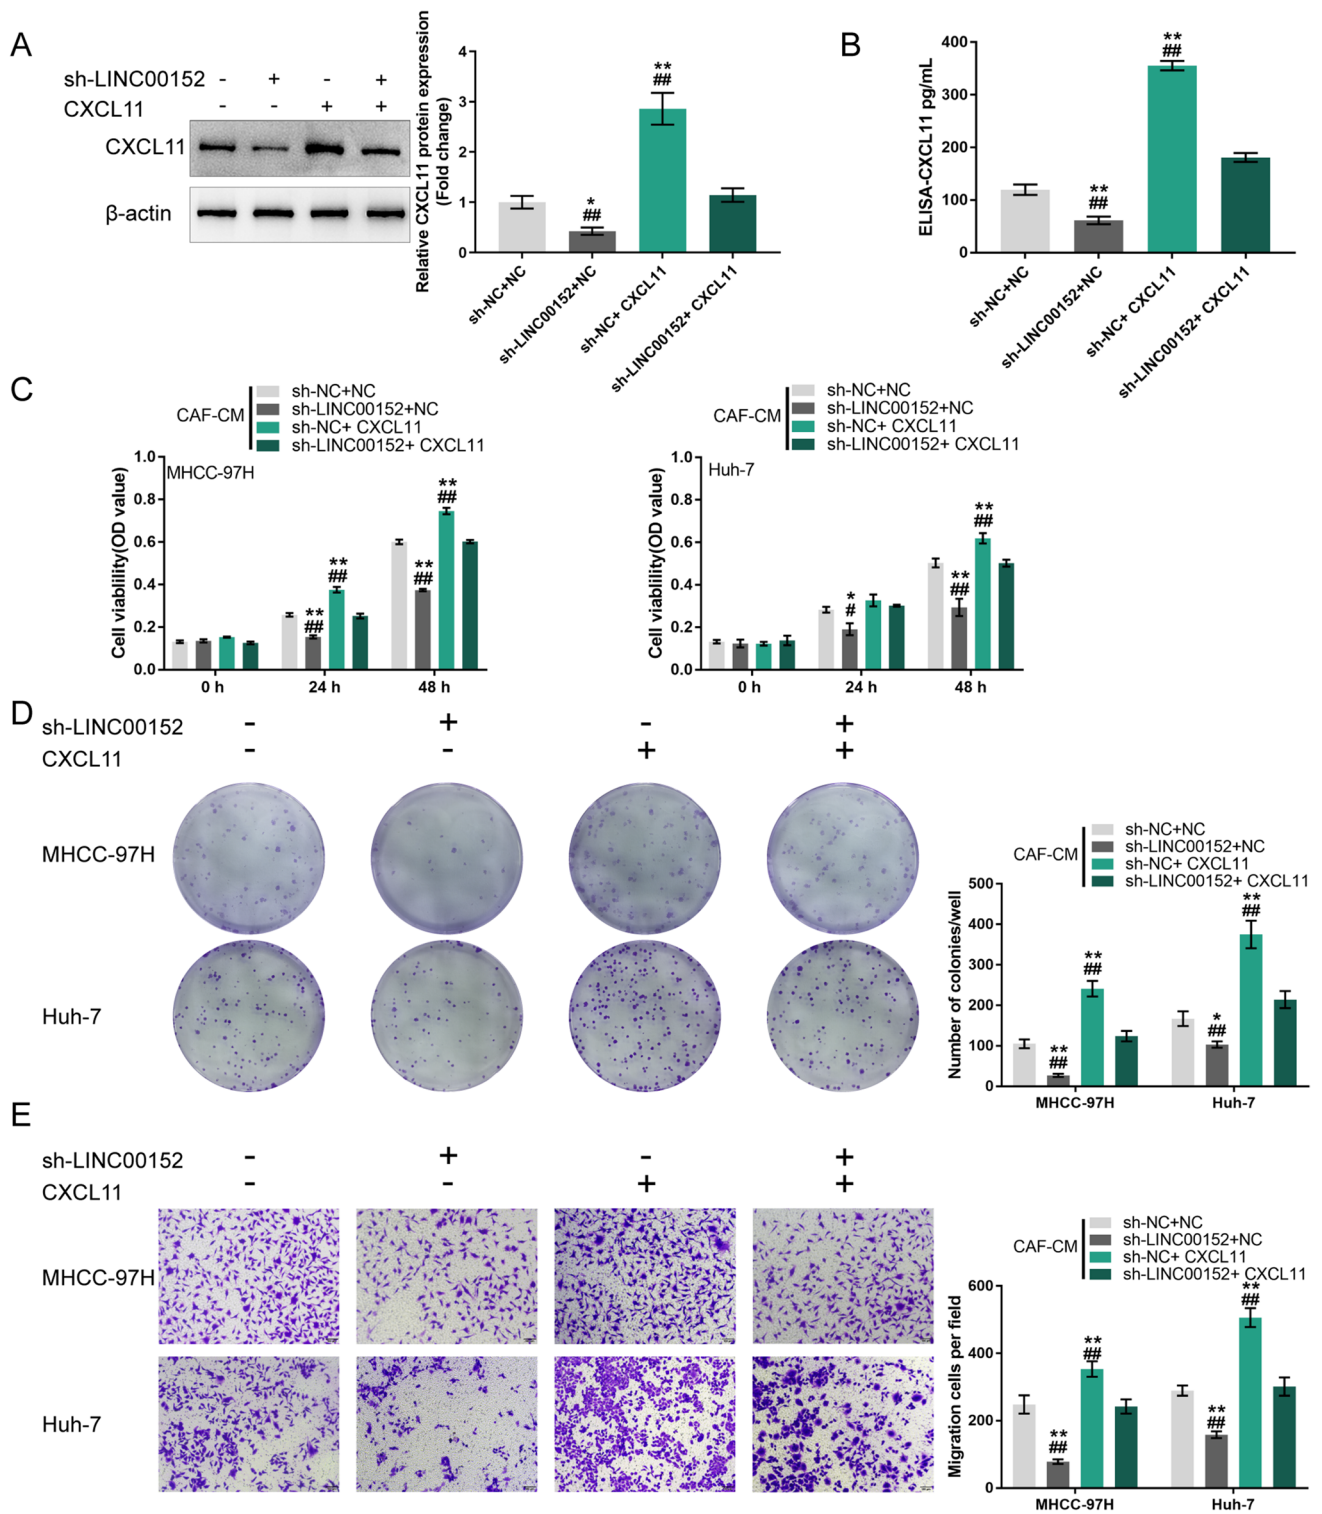 A
sh-LINC00152 - + - +
CXCL11 - - + +
CXCL11
β-actin
Relative CXCL11 protein expression
(Fold change)
4
3
2
1
0
*
##
**
##
sh-NC+NC
sh-LINC00152+NC
sh-NC+ CXCL11
sh-LINC00152+ CXCL11
B
ELISA-CXCL11 pg/mL
400
300
200
100
0
**
##
**
##
sh-NC+NC
sh-LINC00152+NC
sh-NC+ CXCL11
sh-LINC00152+ CXCL11
C
CAF-CM
sh-NC+NC
sh-LINC00152+NC
sh-NC+ CXCL11
sh-LINC00152+ CXCL11
MHCC-97H
Cell viablility(OD value)
1.0
0.8
0.6
0.4
0.2
0.0
**
##
**
##
**
##
**
##
0 h
24 h
48 h
CAF-CM
sh-NC+NC
sh-LINC00152+NC
sh-NC+ CXCL11
sh-LINC00152+ CXCL11
Huh-7
Cell viablility(OD value)
1.0
0.8
0.6
0.4
0.2
0.0
*
#
**
##
**
##
0 h
24 h
48 h
D
sh-LINC00152 - + - +
CXCL11 - - + +
MHCC-97H
Huh-7
CAF-CM
sh-NC+NC
sh-LINC00152+NC
sh-NC+ CXCL11
sh-LINC00152+ CXCL11
Number of colonies/well
500
400
300
200
100
0
**
##
**
##
*
##
**
##
MHCC-97H
Huh-7
E
sh-LINC00152 - + - +
CXCL11 - - + +
MHCC-97H
Huh-7
CAF-CM
sh-NC+NC
sh-LINC00152+NC
sh-NC+ CXCL11
sh-LINC00152+ CXCL11
Migration cells per field
600
400
200
0
**
##
**
##
**
##
**
##
MHCC-97H
Huh-7